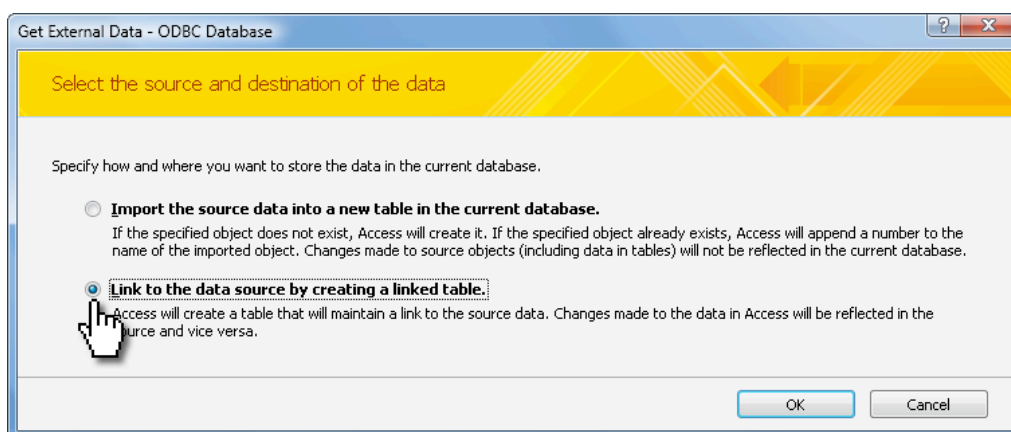 Get External Data - ODBC Database
Select the source and destination of the data
Specify how and where you want to store the data in the current database.
Import the source data into a new table in the current database.
If the specified object does not exist, Access will create it. If the specified object already exists, Access will append a number to the
name of the imported object. Changes made to source objects (including data in tables) will not be reflected in the current database.
Link to the data source by creating a linked table.
Access will create a table that will maintain a link to the source data. Changes made to the data in Access will be reflected in the
source and vice versa.
OK
Cancel